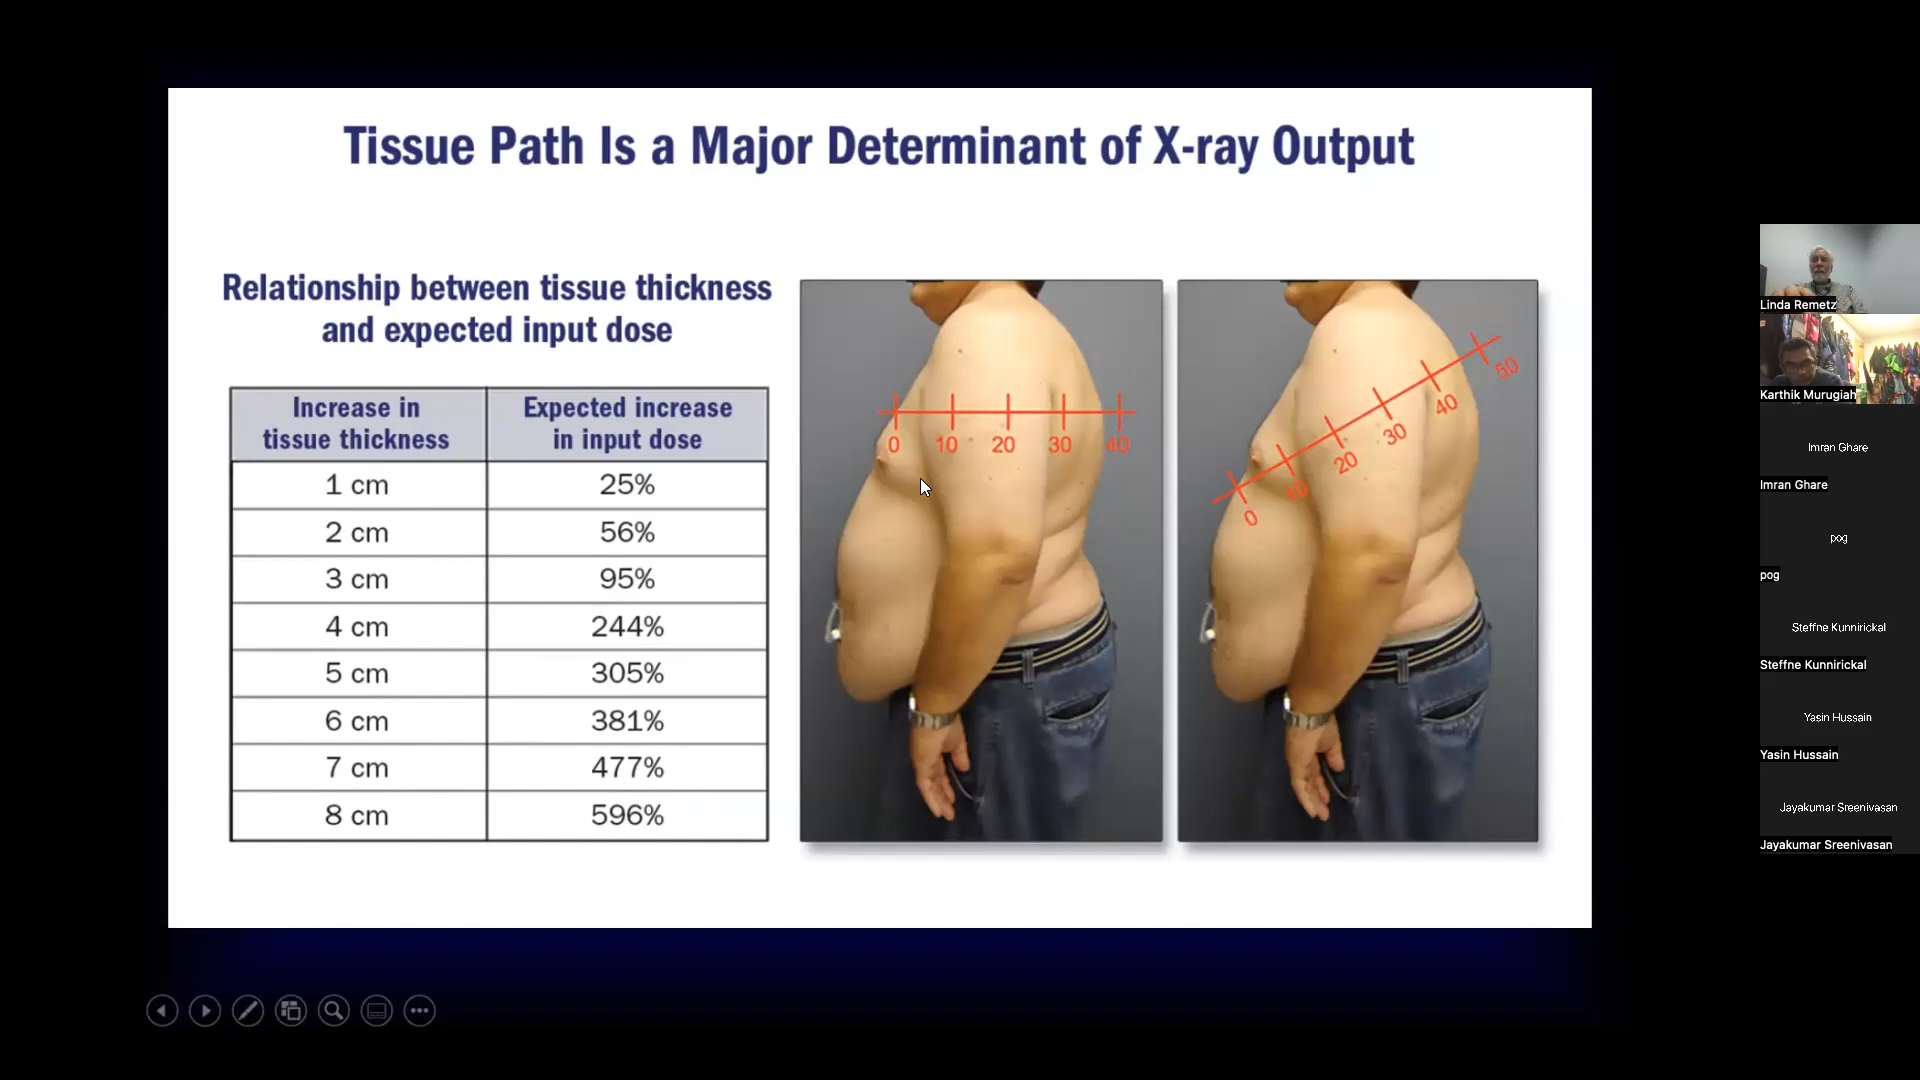 Tissue Path Is a Major Determinant of X-ray Output
Relationship between tissue thickness
and expected input dose
Increase in tissue thickness
Expected increase in input dose
1 cm 25%
2 cm 56%
3 cm 95%
4 cm 244%
5 cm 305%
6 cm 381%
7 cm 477%
8 cm 596%
0 10 20 30 40
0 10 20 30 40 50
Linda Remetz
Karthik Murugiah
Imran Ghare
Imran Ghare
pog
pog
Steffne Kunnirickal
Steffne Kunnirickal
Yasin Hussain
Yasin Hussain
Jayakumar Sreenivasan
Jayakumar Sreenivasan